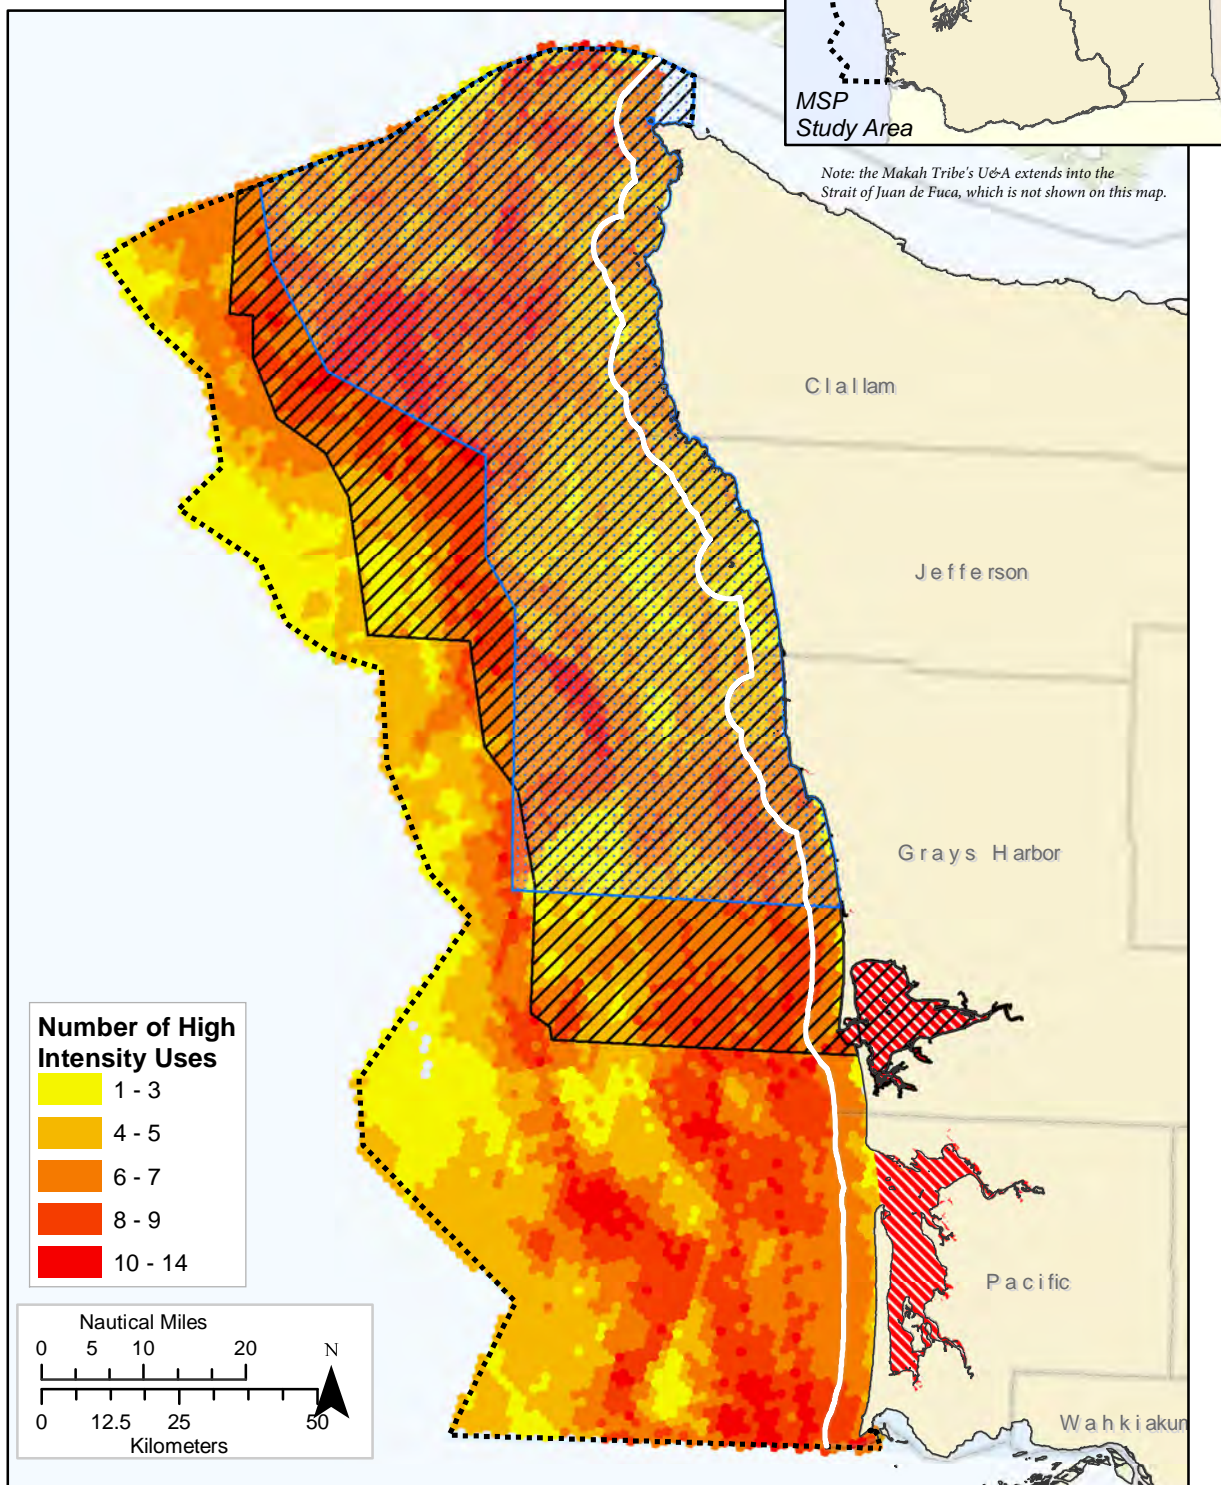 MSP
Study Area
Note: the Makah Tribe's U&A extends into the
Strait of Juan de Fuca, which is not shown on this map.
Clallam
Jefferson
Grays Harbor
Pacific
Wahkiakum
Number of High
Intensity Uses
1 - 3
4 - 5
6 - 7
8 - 9
10 - 14
Nautical Miles
0 5 10 20
N
0 12.5 25 50
Kilometers